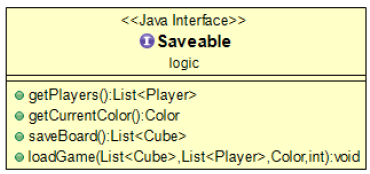 <<Java Interface>>
I Saveable
logic
getPlayers():List<Player>
getCurrentColor():Color
saveBoard():List<Cube>
loadGame(List<Cube>,List<Player>,Color,int):void